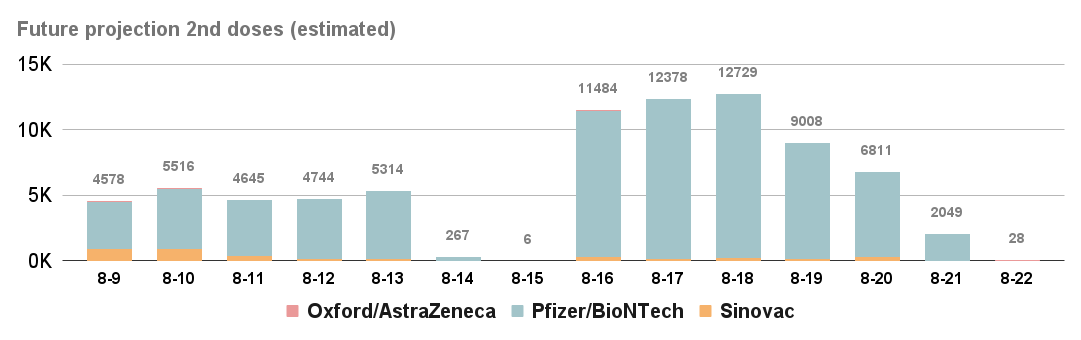 Future projection 2nd doses (estimated)
15K
10K
5K
0K
4578
5516
4645
4744
5314
267
6
11484
12378
12729
9008
6811
2049
28
8-9 8-10 8-11 8-12 8-13 8-14 8-15 8-16 8-17 8-18 8-19 8-20 8-21 8-22
Oxford/AstraZeneca Pfizer/BioNTech Sinovac